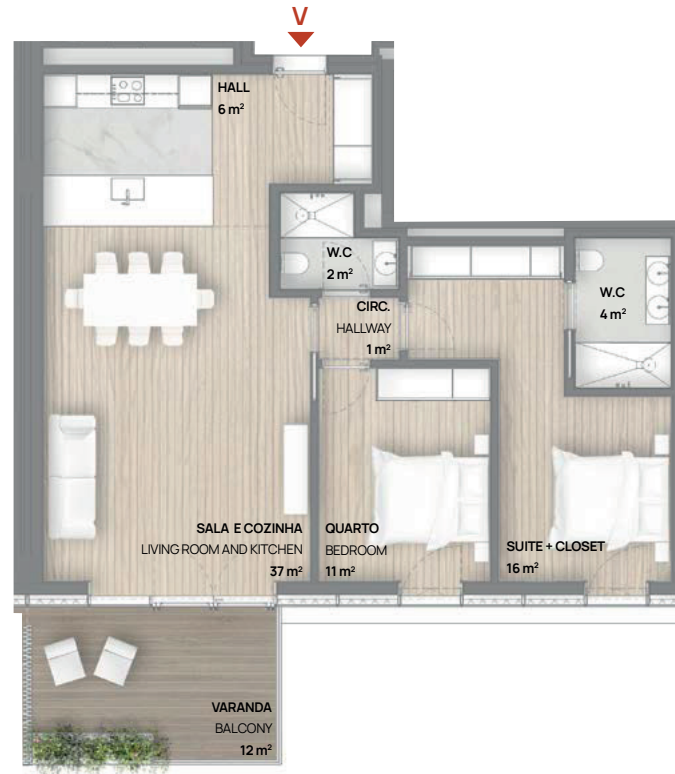 V
HALL
6 m²
W.C
2 m²
W.C
4 m²
CIRC.
HALLWAY
1 m²
SALA E COZINHA
LIVING ROOM AND KITCHEN
37 m²
QUARTO
BEDROOM
11 m²
SUITE + CLOSET
16 m²
VARANDA
BALCONY
12 m²